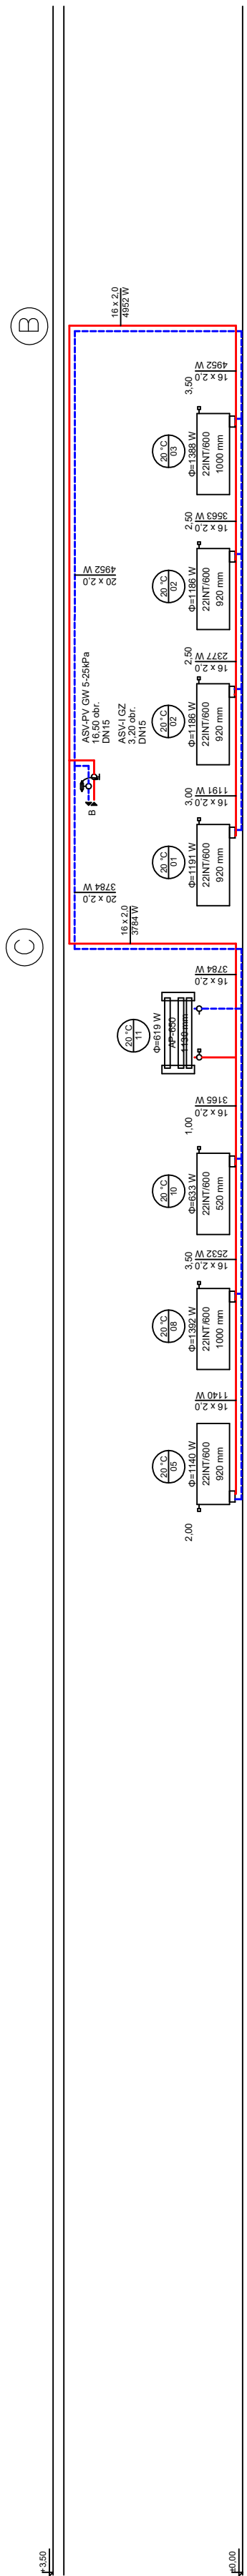 +3,50
C
B
20 x 2,0
3784 W
ASV-PV GW 5-25kPa
16,50 obr.
DN15
B
ASV-I GZ
3,20 obr.
DN15
20 x 2,0
4952 W
16 x 2,0
3784 W
16 x 2,0
4952 W
2,00
20 °C
05
Φ=1140 W
22INT/600
920 mm
16 x 2,0
1140 W
20 °C
08
Φ=1392 W
22INT/600
1000 mm
3,50
16 x 2,0
2532 W
20 °C
10
Φ=633 W
22INT/600
520 mm
1,00
16 x 2,0
3165 W
20 °C
11
Φ=619 W
AP-650
1130 mm
16 x 2,0
3784 W
20 °C
01
Φ=1191 W
22INT/600
920 mm
3,00
16 x 2,0
1191 W
20 °C
02
Φ=1186 W
22INT/600
920 mm
2,50
16 x 2,0
2377 W
20 °C
02
Φ=1186 W
22INT/600
920 mm
2,50
16 x 2,0
3563 W
20 °C
03
Φ=1388 W
22INT/600
1000 mm
3,50
16 x 2,0
4952 W
±0,00